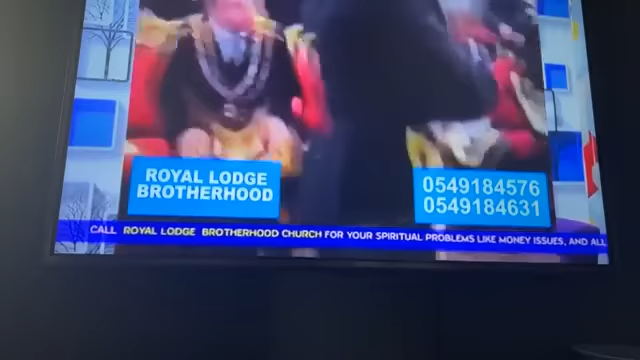 ROYAL LODGE
BROTHERHOOD
0549184576
0549184631
CALL ROYAL LODGE BROTHERHOOD CHURCH FOR YOUR SPIRITUAL PROBLEMS LIKE MONEY ISSUES, AND ALL